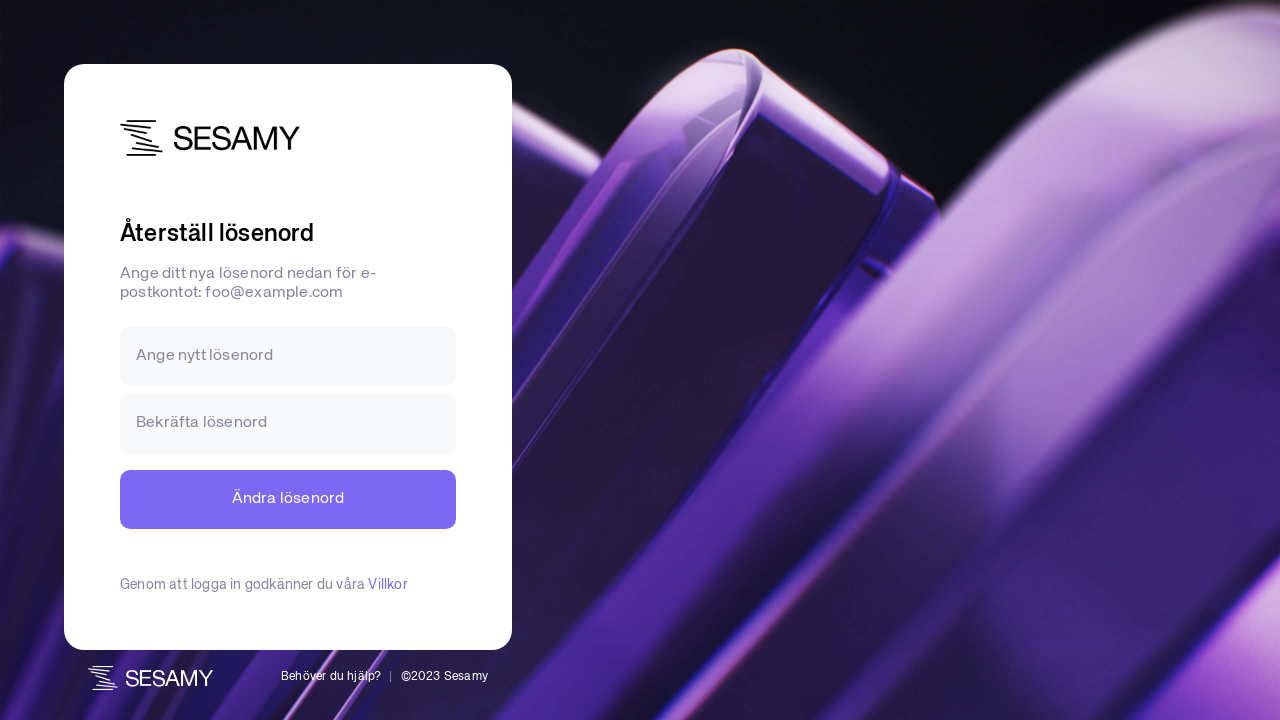 SESAMY
Återställ lösenord
Ange ditt nya lösenord nedan för e-
postkontot: foo@example.com
Ange nytt lösenord
Bekräfta lösenord
Ändra lösenord
Genom att logga in godkänner du våra Villkor
SESAMY
Behöver du hjälp? | ©2023 Sesamy